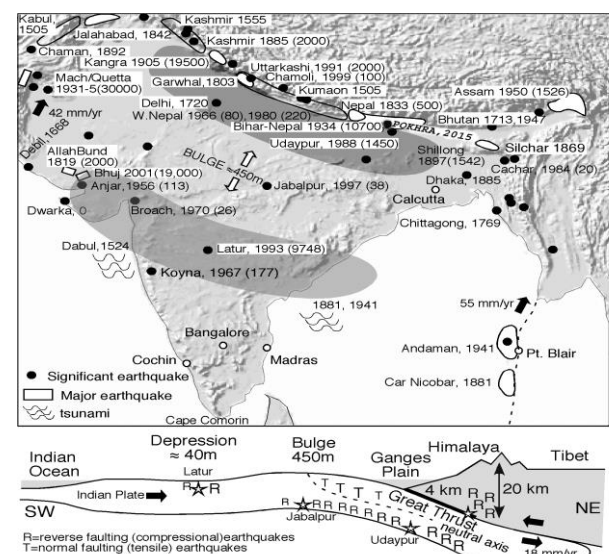 Kabul, 1505
Kashmir 1555
Jalahabad, 1842
Kashmir 1885 (2000)
Chaman, 1892
Kangra 1905 (19500)
Uttarkashi, 1991 (2000)
Mach/Quetta
1931-5(30000)
Garwhal,1803
Chamoli, 1999 (100)
Kumaon 1505
Assam 1950 (1526)
Delhi, 1720
Nepal 1833 (500)
42 mm/yr
W.Nepal 1966 (80), 1980 (220)
Bhutan 1713,1947
Bihar-Nepal 1934 (10700)
POKHRA, 2015
Debil,1668
Udaypur, 1988 (1450)
Shillong
1897(1542)
Silchar 1869
AllahBund
1819 (2000)
BULGE ≈450m
Cachar, 1984 (20)
Bhuj 2001(19,000)
Anjar,1956 (113)
Jabalpur, 1997 (38)
Dhaka, 1885
Calcutta
Dwarka, 0
Broach, 1970 (26)
Chittagong, 1769
Dabul,1524
Latur, 1993 (9748)
Koyna, 1967 (177)
1881, 1941
55 mm/yr
Bangalore
Andaman, 1941
Pt. Blair
Cochin
Madras
Significant earthquake
Car Nicobar, 1881
Major earthquake
tsunami
Cape Comorin
Indian
Ocean
Depression
≈ 40m
Latur
Bulge
450m
Ganges
Plain
Himalaya
Tibet
R R
T T T T
4 km
20 km
R R R R R
Indian Plate
Great Thrust
NE
SW
R R R R R R R R R R
neutral axis
Jabalpur
Udaypur
R=reverse faulting (compressional)earthquakes
T=normal faulting (tensile) earthquakes
18 mm/yr